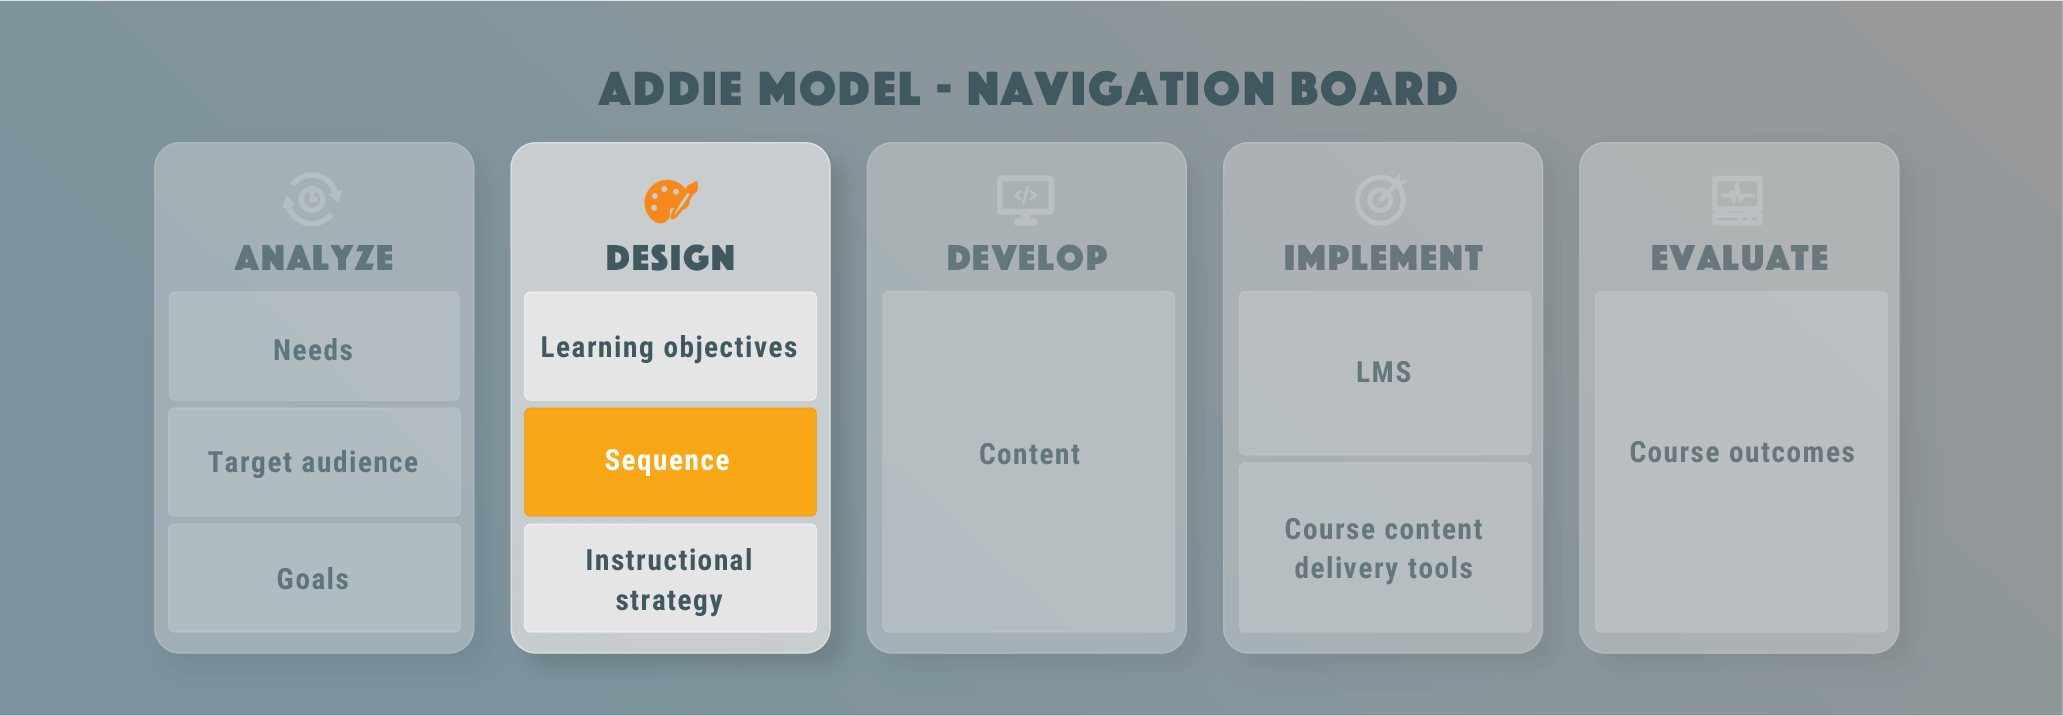 ADDIE MODEL - NAVIGATION BOARD
ANALYZE
Needs
Target audience
Goals
DESIGN
Learning objectives
Sequence
Instructional
strategy
DEVELOP
</>
Content
IMPLEMENT
LMS
Course content
delivery tools
EVALUATE
Course outcomes